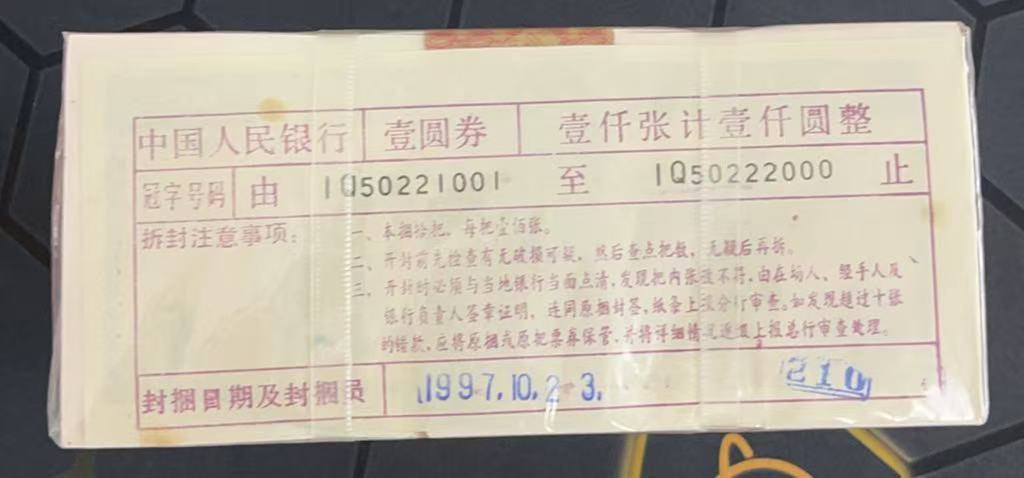 中国人民银行 壹圆券 壹仟张计壹仟圆整
冠字号码 由 IQ50221001 至 IQ50222000 止
拆封注意事项：一、本捆拾把，每把壹佰张。
二、开封前先检查有无破损可疑，然后查点把数，无疑后再拆。
三、开封时必须与当地银行当面点清，发现把内张数不符，由在场人、经手人及
银行负责人签章证明，连同原捆封签，纸条上报分行审查。如发现超过十张
的错款，应将原捆或原把票券保管，并将详细情况逐级上报总行审查处理。
封捆日期及封捆员 1997.10.2-3. 210